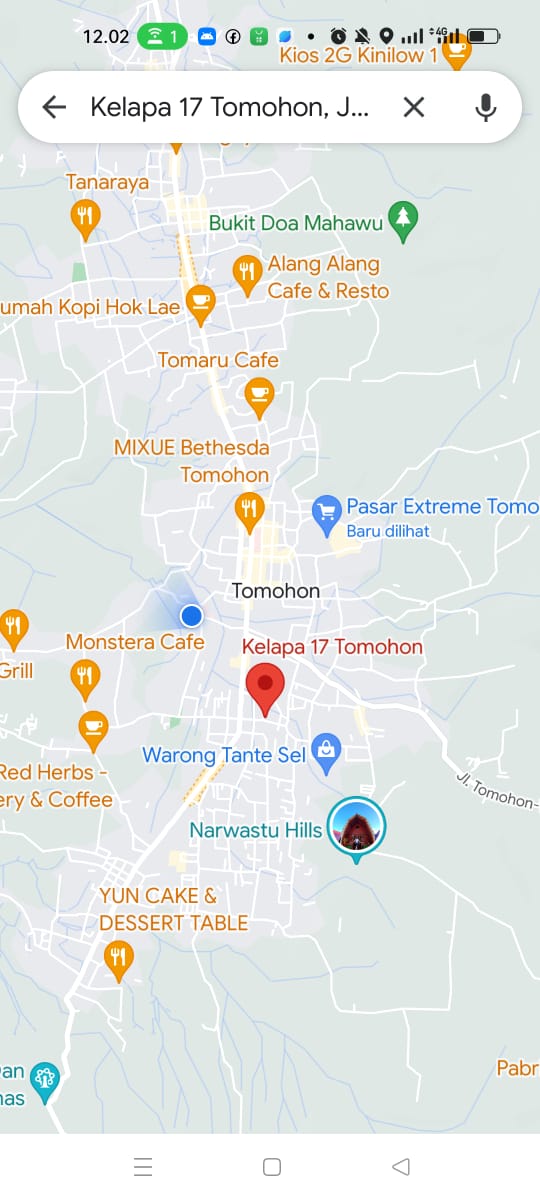 12.02
1
4G
Kios 2G Kinilow 1
Kelapa 17 Tomohon, J...
Tanaraya
Bukit Doa Mahawu
Alang Alang
Cafe & Resto
umah Kopi Hok Lae
Tomaru Cafe
MIXUE Bethesda
Tomohon
Pasar Extreme Tomo
Baru dilihat
Tomohon
Monstera Cafe
Kelapa 17 Tomohon
Grill
Warong Tante Sel
Red Herbs -
ery & Coffee
Jl. Tomohon-
Narwastu Hills
YUN CAKE &
DESSERT TABLE
Pabr
an
nas